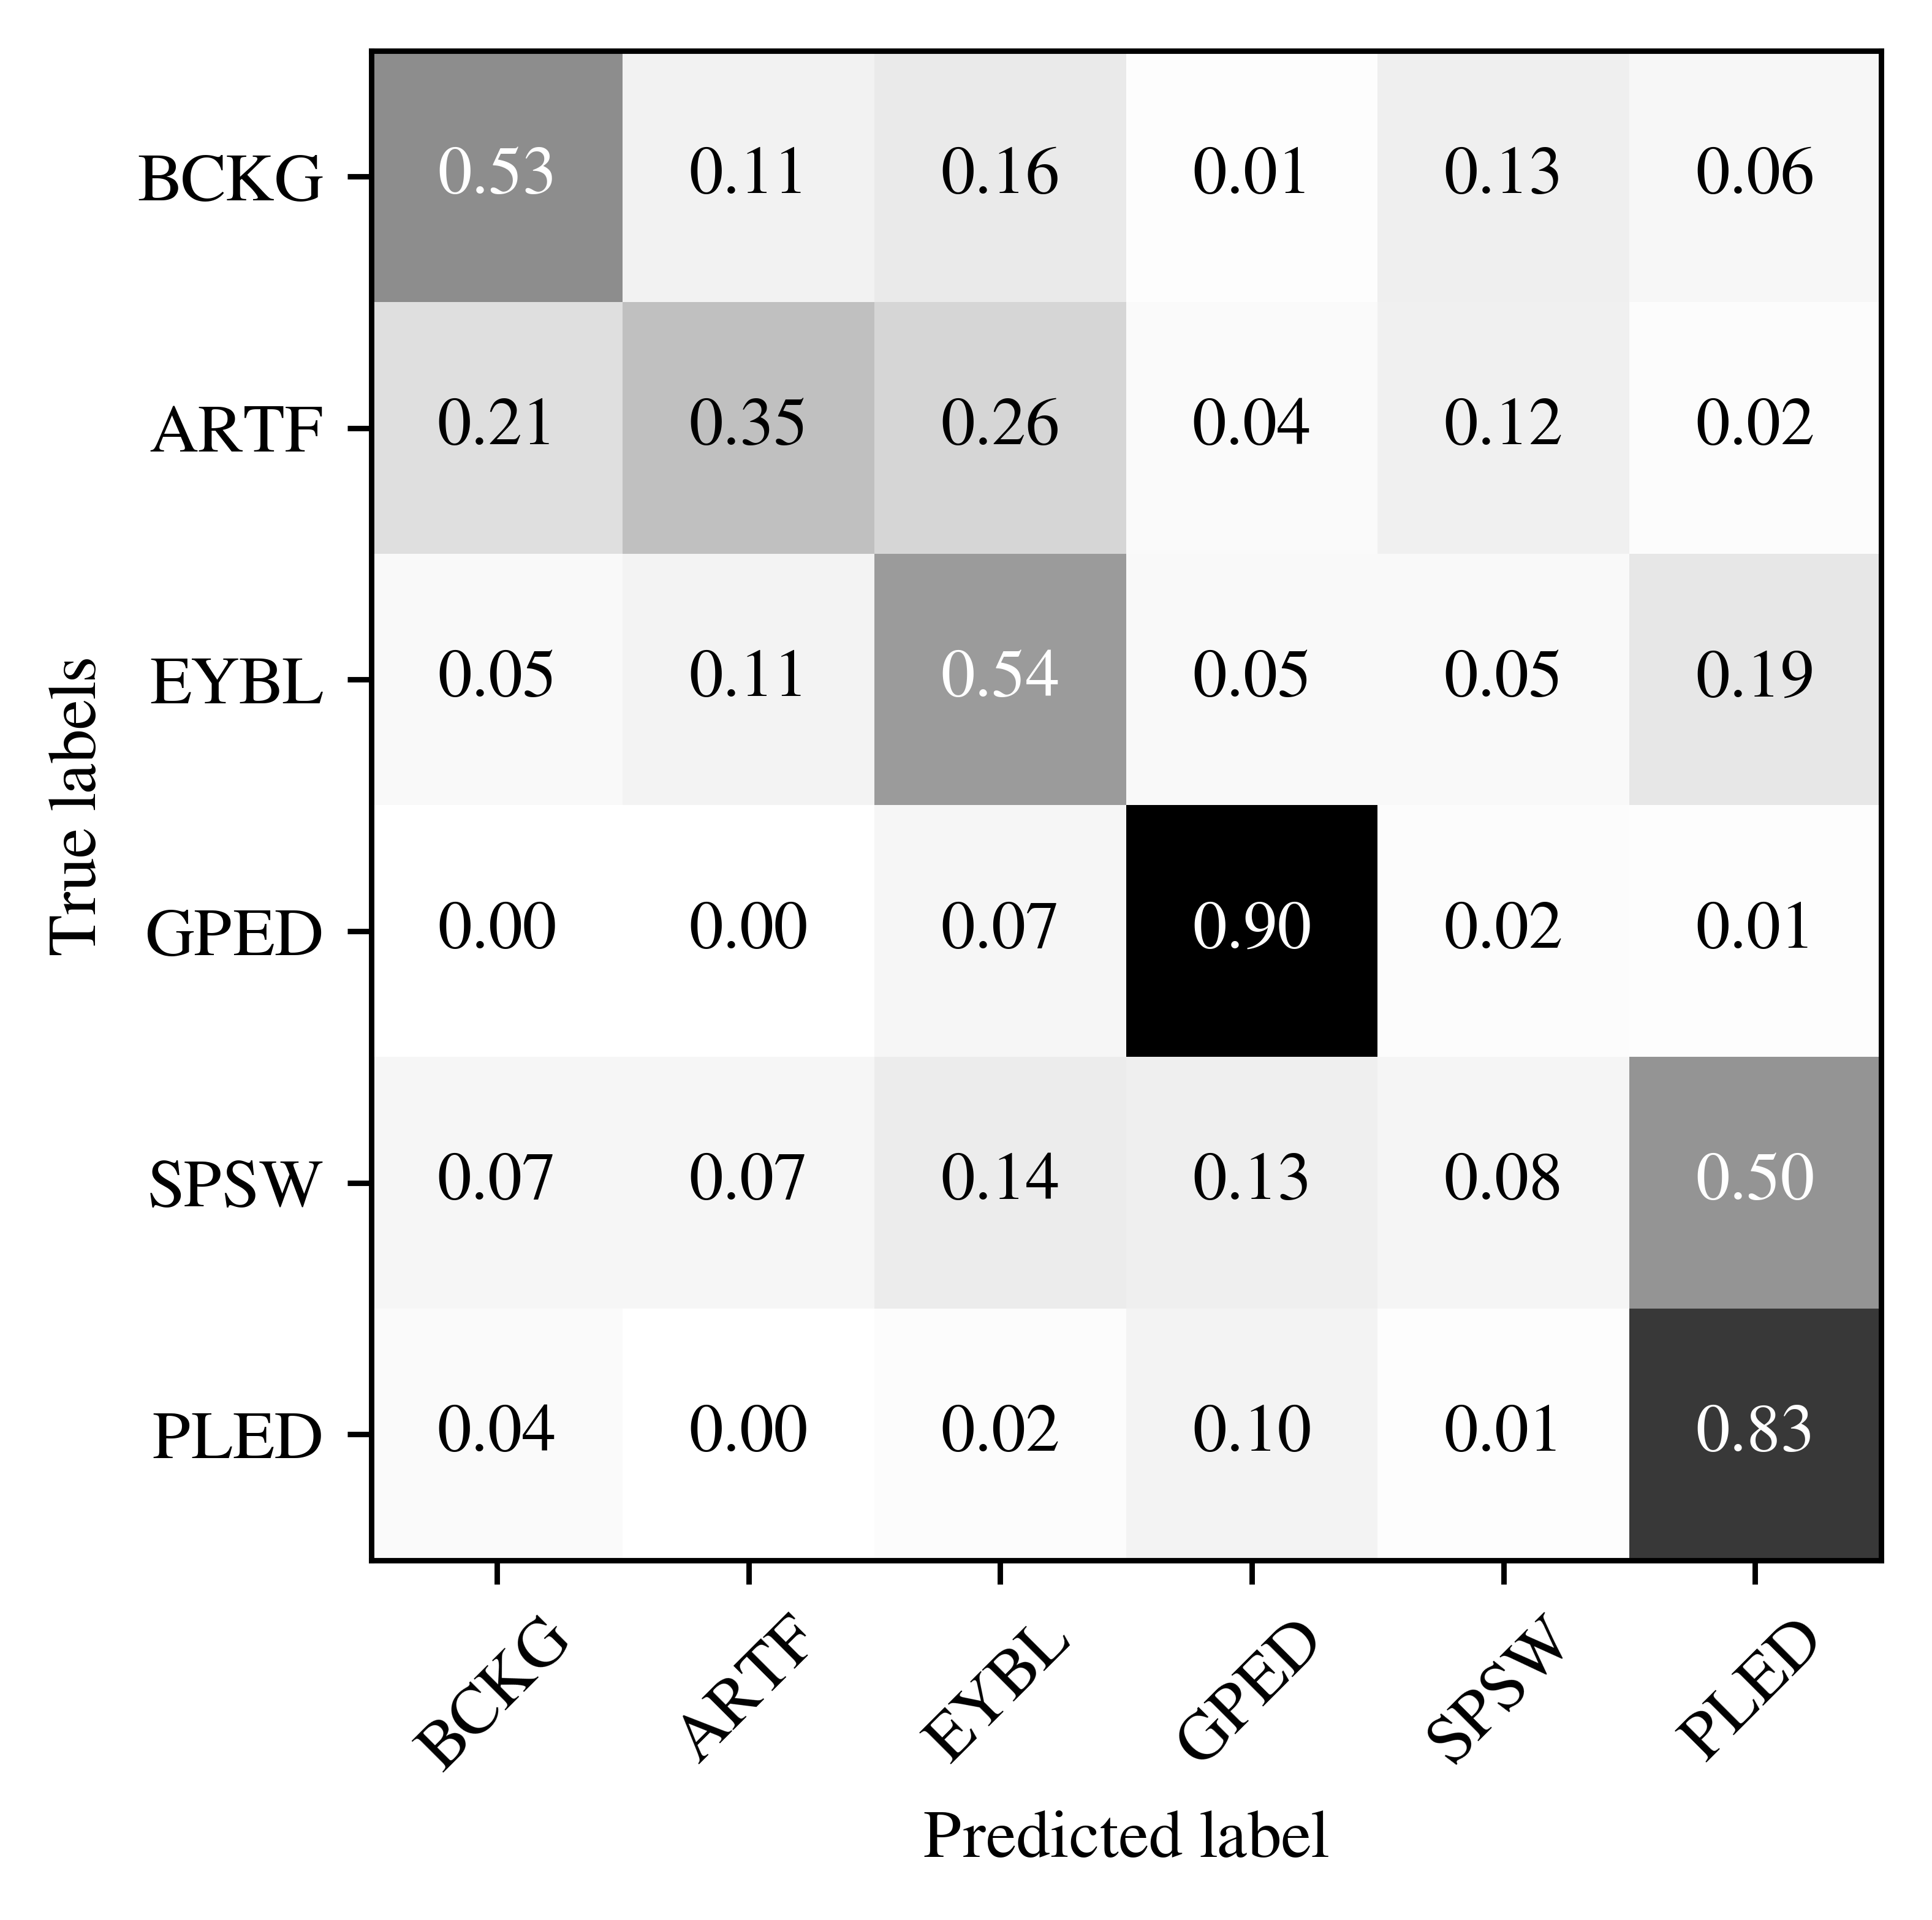 True labels
BCKG 0.53 0.11 0.16 0.01 0.13 0.06
ARTF 0.21 0.35 0.26 0.04 0.12 0.02
EYBL 0.05 0.11 0.54 0.05 0.05 0.19
GPED 0.00 0.00 0.07 0.90 0.02 0.01
SPSW 0.07 0.07 0.14 0.13 0.08 0.50
PLED 0.04 0.00 0.02 0.10 0.01 0.83
BCKG ARTF EYBL GPED SPSW PLED
Predicted label